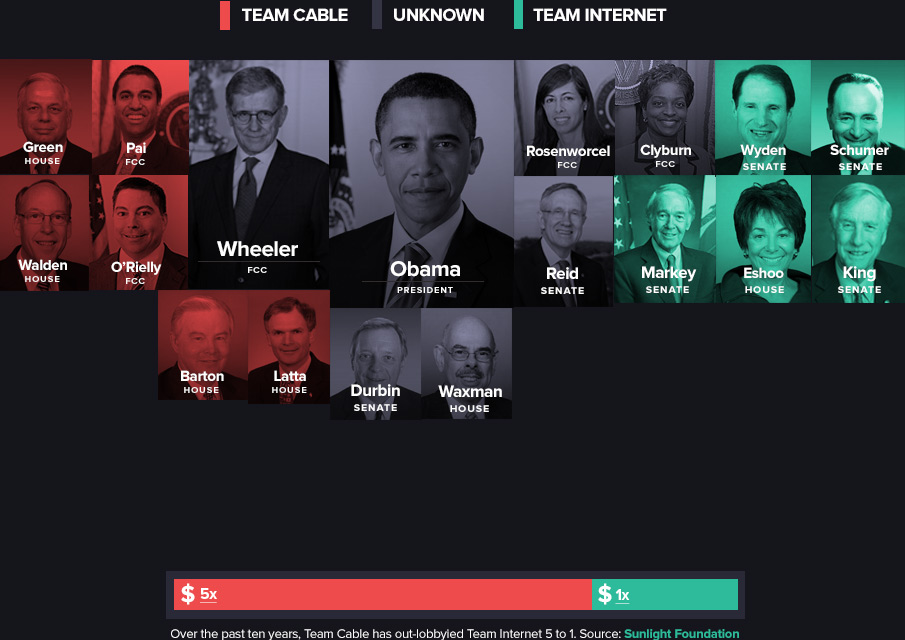 TEAM CABLE
UNKNOWN
TEAM INTERNET
Green
HOUSE
Pai
FCC
Wheeler
FCC
Obama
PRESIDENT
Rosenworcel
FCC
Clyburn
FCC
Wyden
SENATE
Schumer
SENATE
Walden
HOUSE
O'Rielly
FCC
Reid
SENATE
Markey
SENATE
Eshoo
HOUSE
King
SENATE
Barton
HOUSE
Latta
HOUSE
Durbin
SENATE
Waxman
HOUSE
$ 5x
$ 1x
Over the past ten years, Team Cable has out-lobbyied Team Internet 5 to 1. Source: Sunlight Foundation